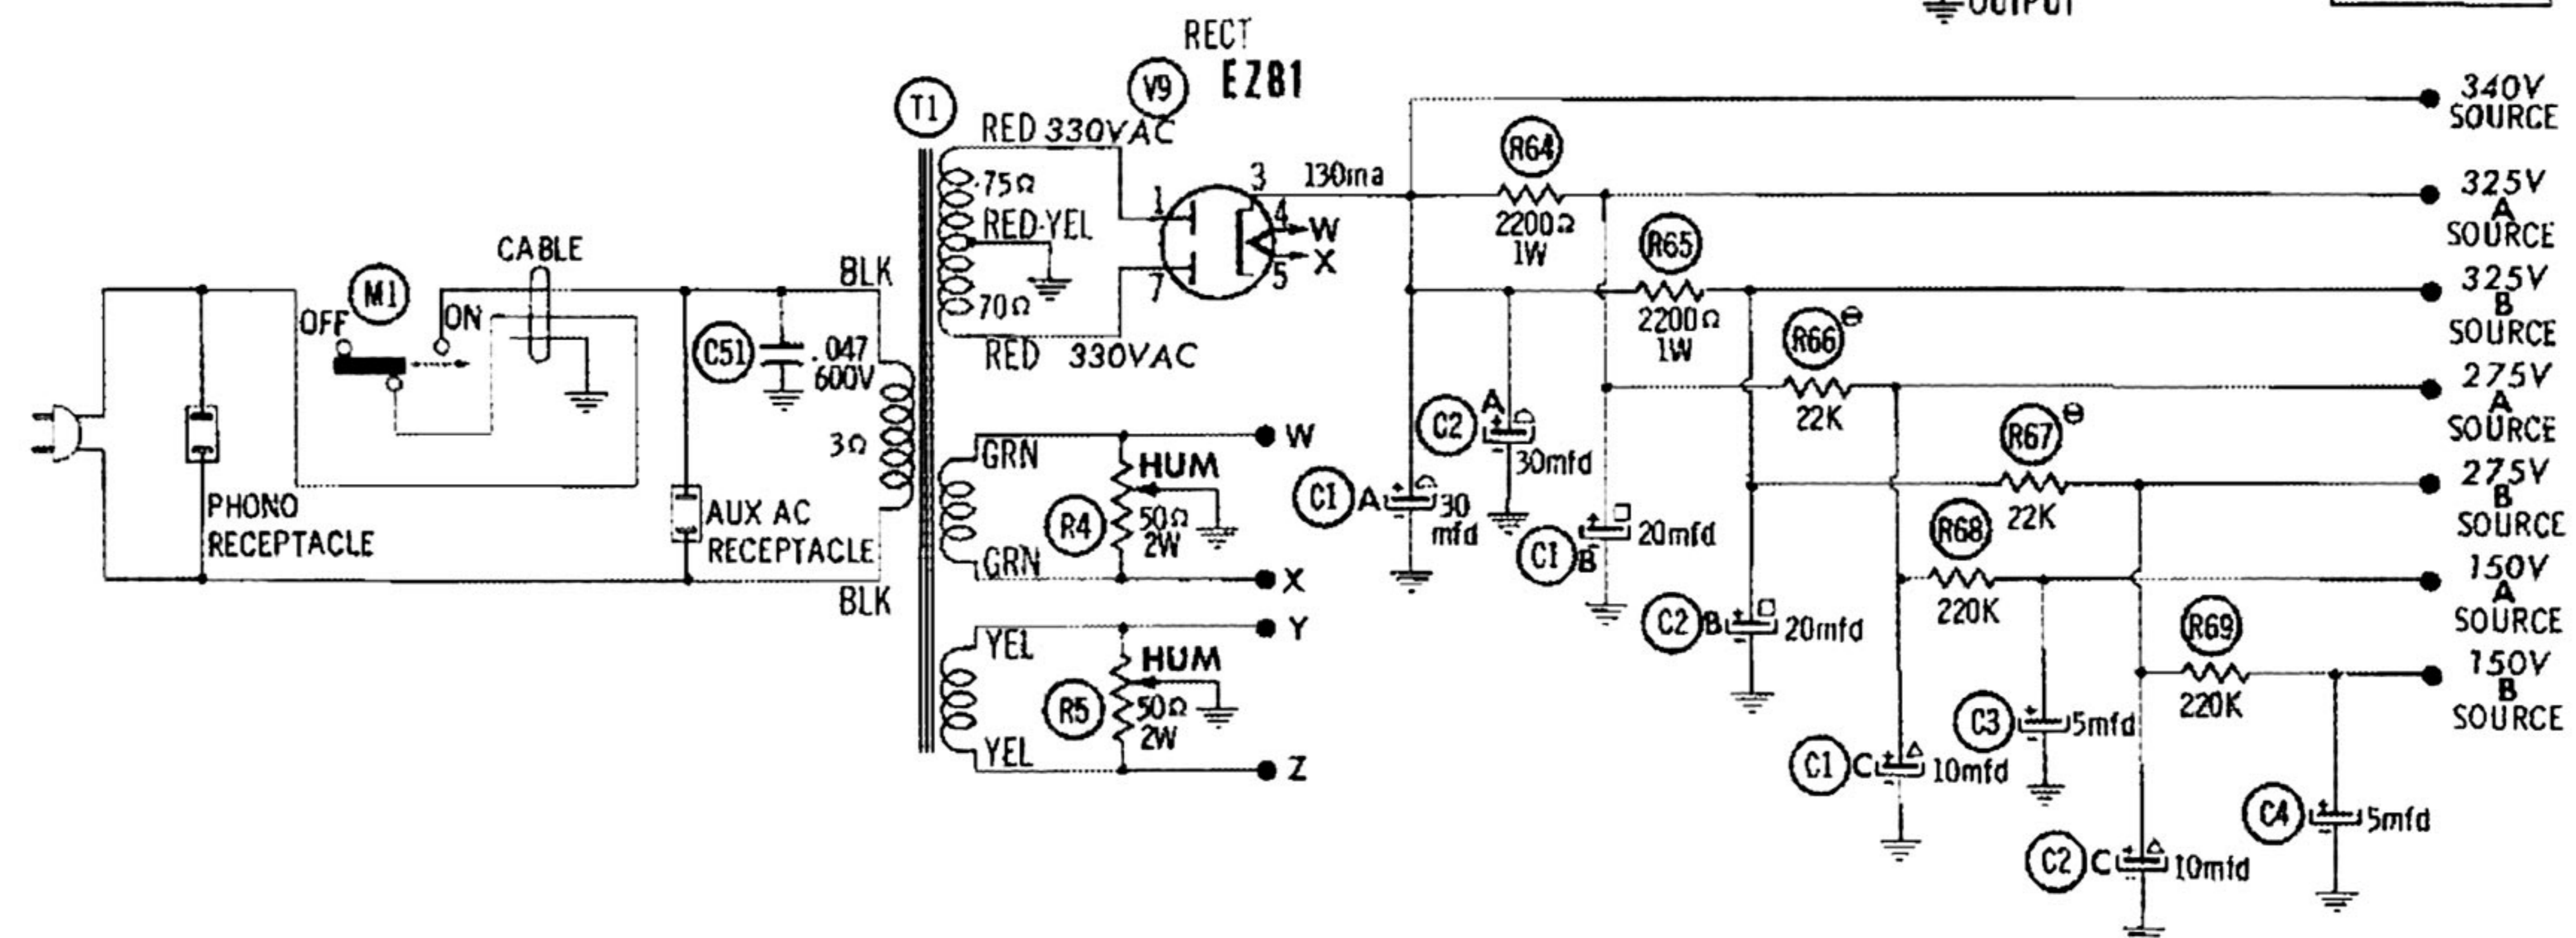 OUTPUT
RECT
V9
EZ81
T1
RED 330VAC
75Ω
RED-YEL
70Ω
RED 330VAC
1
7
3
4
5
W
X
130ma
340V
SOURCE
R64
2200Ω
1W
325V
A
SOURCE
R65
2200Ω
1W
325V
B
SOURCE
R66
22K
275V
A
SOURCE
R67
22K
275V
B
SOURCE
R68
220K
150V
A
SOURCE
R69
220K
150V
B
SOURCE
CABLE
M1
OFF
ON
BLK
C51
.047
600V
3Ω
PHONO
RECEPTACLE
AUX AC
RECEPTACLE
BLK
GRN
HUM
R4
50Ω
2W
GRN
W
X
YEL
HUM
R5
50Ω
2W
YEL
Y
Z
C2
A
+
-
30mfd
C1
A
+
-
30
mfd
C1
B
+
-
20mfd
C2
B
+
-
20mfd
C3
+
-
5mfd
C1
C
+
-
10mfd
C4
+
-
5mfd
C2
C
+
-
10mfd